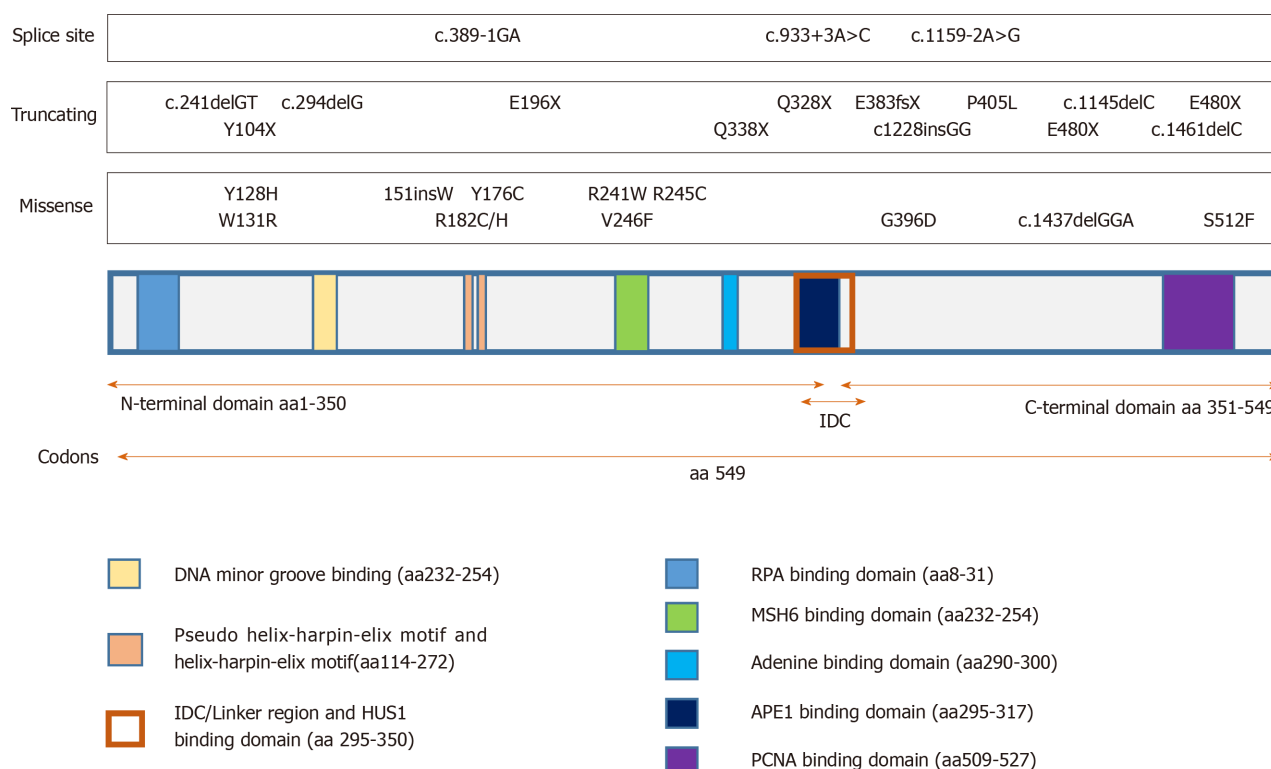 Splice site c.389-1GA c.933+3A>C c.1159-2A>G
c.241delGT c.294delG E196X Q328X E383fsX P405L c.1145delC E480X
Truncating
Y104X Q338X c1228insGG E480X c.1461delC
Y128H 151insW Y176C R241W R245C
Missense
W131R R182C/H V246F G396D c.1437delGGA S512F
N-terminal domain aa1-350
C-terminal domain aa 351-549
IDC
Codons
aa 549
DNA minor groove binding (aa232-254)
Pseudo helix-harpin-elix motif and
helix-harpin-elix motif(aa114-272)
IDC/Linker region and HUS1
binding domain (aa 295-350)
RPA binding domain (aa8-31)
MSH6 binding domain (aa232-254)
Adenine binding domain (aa290-300)
APE1 binding domain (aa295-317)
PCNA binding domain (aa509-527)